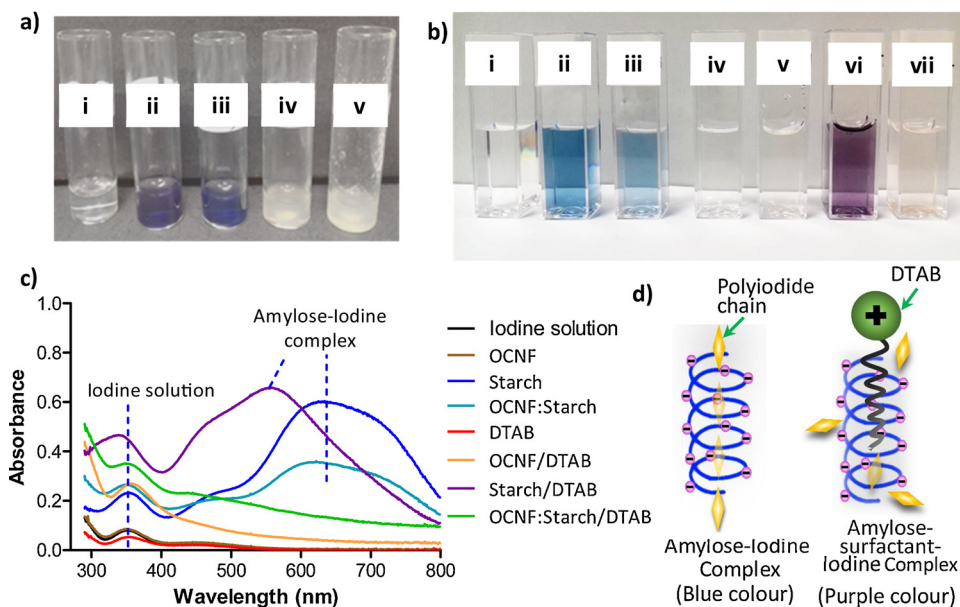 a)
i
ii
iii
iv
v
b)
i
ii
iii
iv
v
vi
vii
c)
1.0
0.8
0.6
0.4
0.2
0.0
Absorbance
300
400
500
600
700
800
Wavelength (nm)
Amylose-Iodine
complex
Iodine solution
Iodine solution
OCNF
Starch
OCNF:Starch
DTAB
OCNF/DTAB
Starch/DTAB
OCNF:Starch/DTAB
d)
Polyiodide
chain
Amylose-Iodine
Complex
(Blue colour)
DTAB
+
Amylose-
surfactant-
Iodine Complex
(Purple colour)